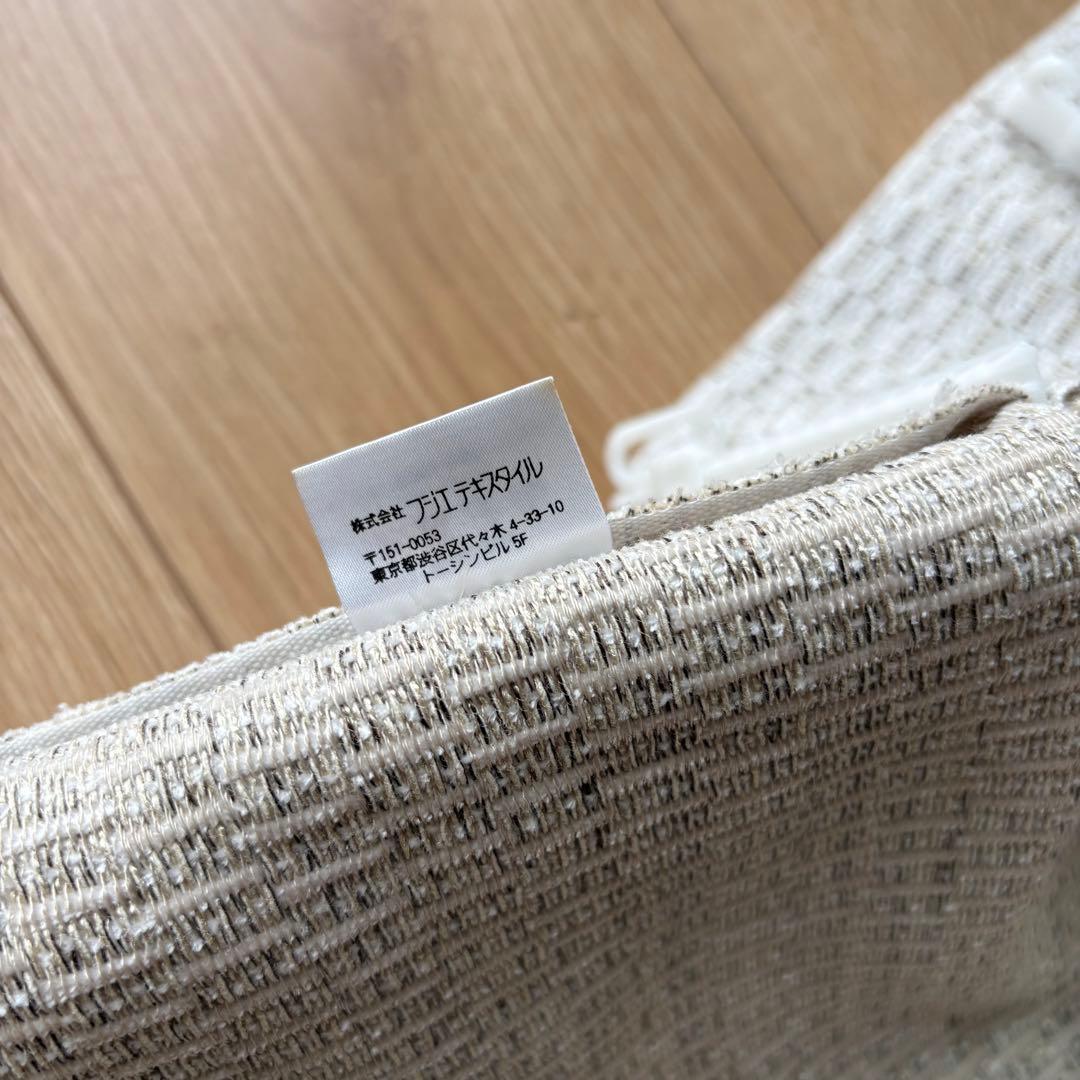 株式会社 フジエ テキスタイル
〒151-0053
東京都渋谷区代々木 4-33-10
トーシンビル 5F